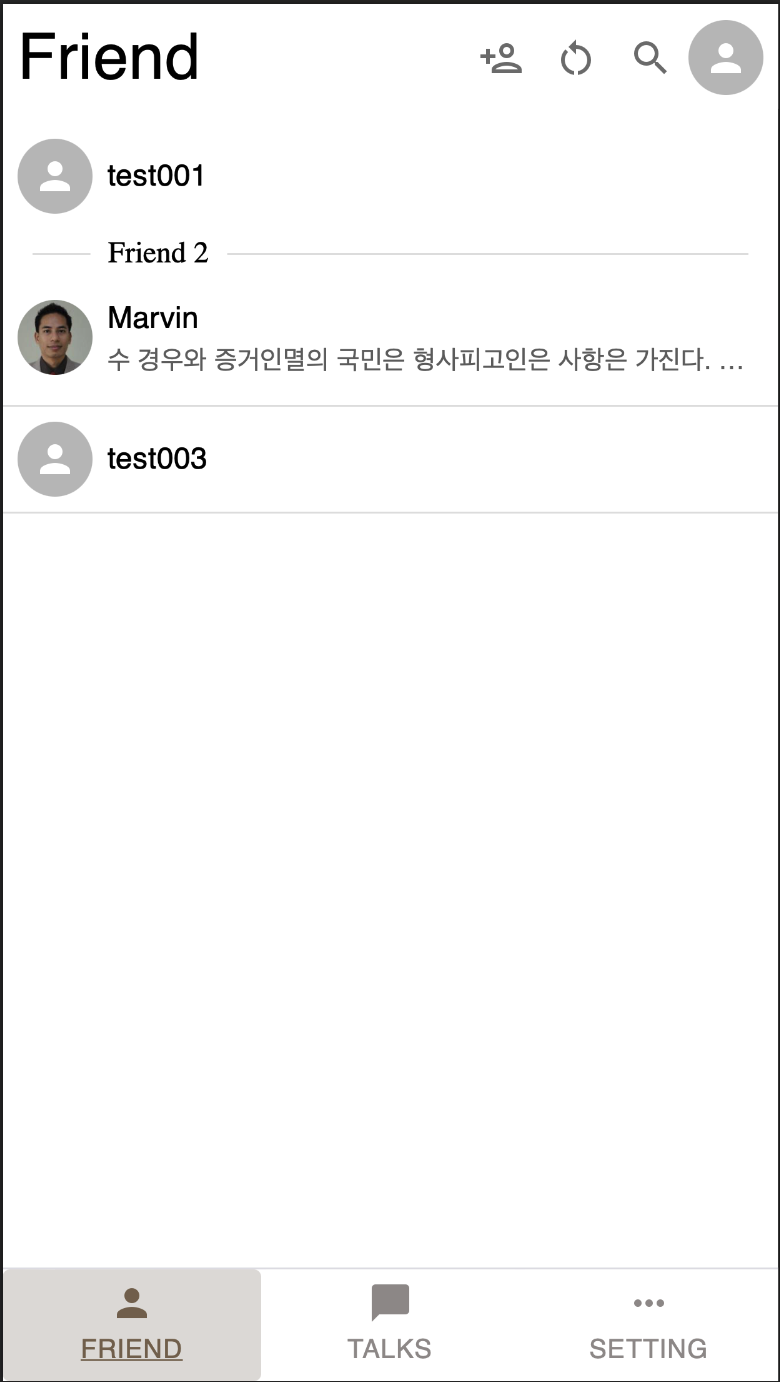 Friend
test001
Friend 2
Marvin
수 경우와 증거인멸의 국민은 형사피고인은 사항은 가진다. …
test003
FRIEND
TALKS
SETTING